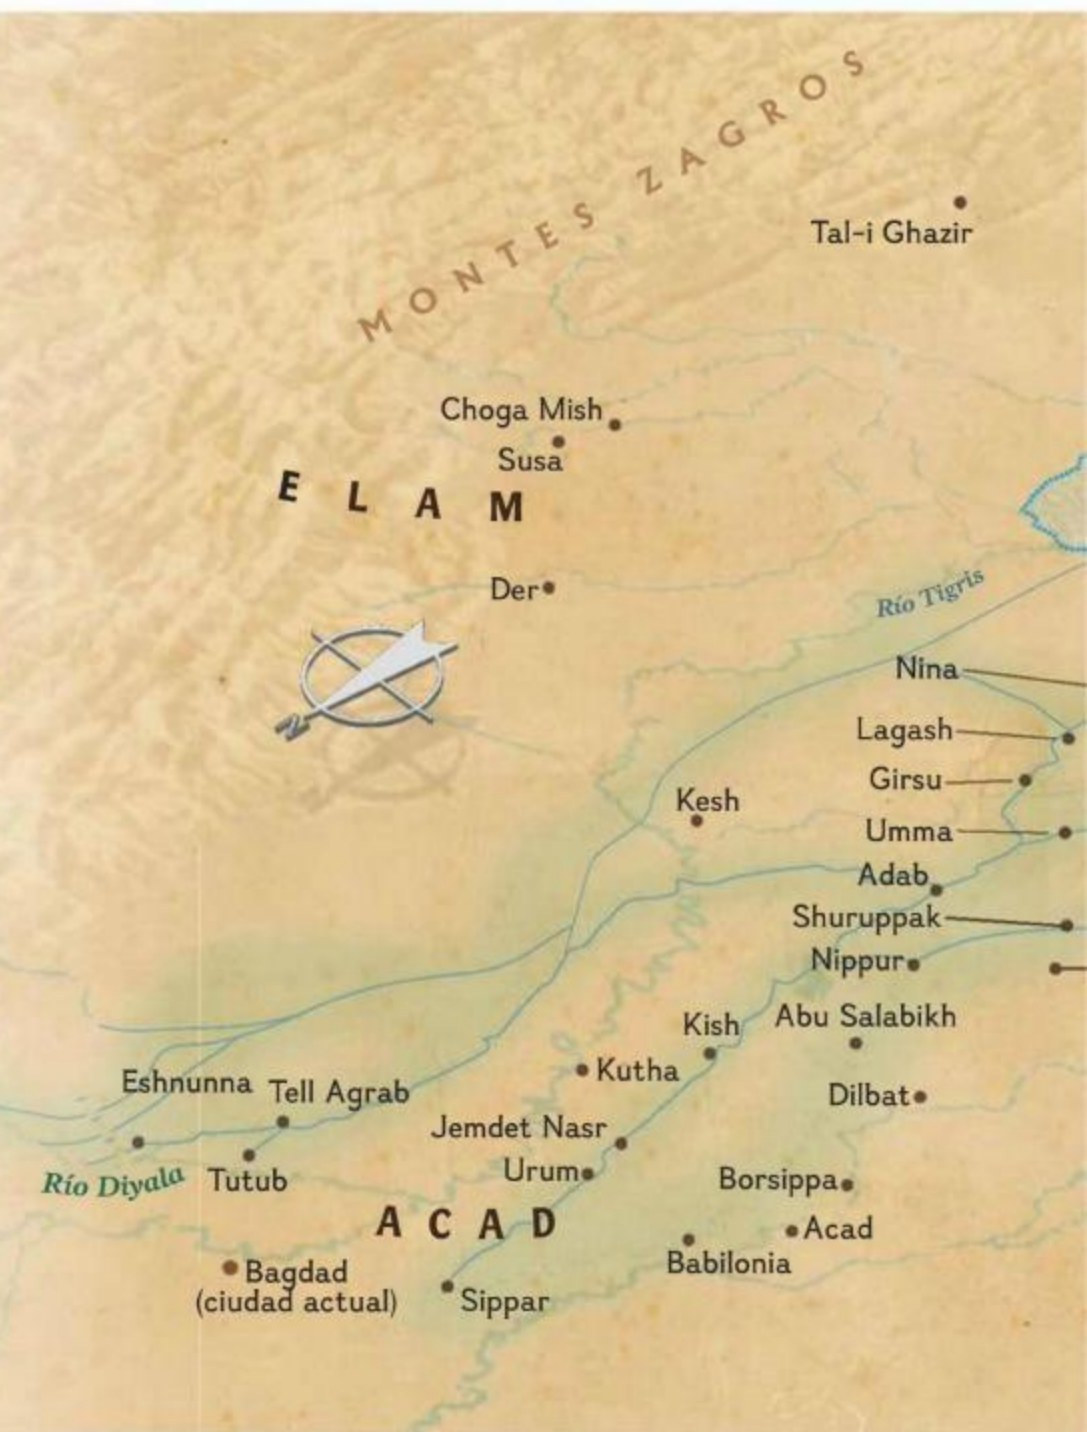 MONTES ZAGROS
Tal-i Ghazir
Choga Mish
Susa
ELAM
Der
Río Tigris
N
Nina
Lagash
Girsu
Kesh
Umma
Adab
Shuruppak
Nippur
Abu Salabikh
Kish
Kutha
Dilbat
Eshnunna
Tell Agrab
Jemdet Nasr
Río Diyala
Tutub
Urum
Borsippa
ACAD
Acad
Babilonia
Bagdad
(ciudad actual)
Sippar